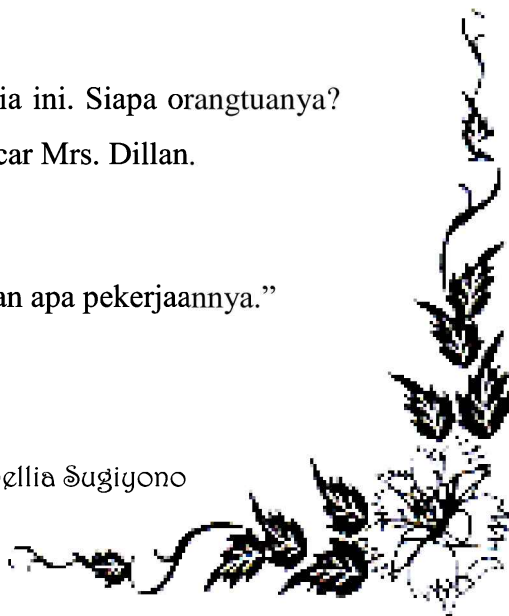 ia ini. Siapa orangtuanya?
car Mrs. Dillan.
an apa pekerjaannya.”
ellia Sugiyono